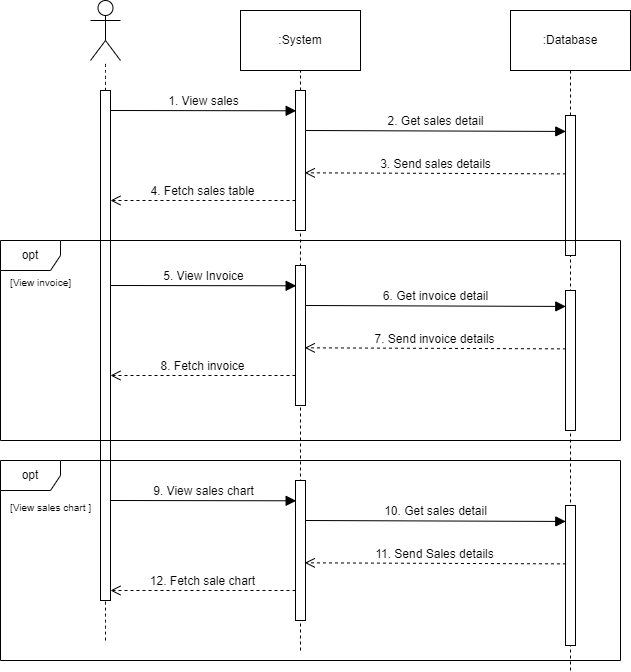 :System
:Database
1. View sales
2. Get sales detail
3. Send sales details
4. Fetch sales table
opt
[View invoice]
5. View Invoice
6. Get invoice detail
7. Send invoice details
8. Fetch invoice
opt
[View sales chart ]
9. View sales chart
10. Get sales detail
11. Send Sales details
12. Fetch sale chart